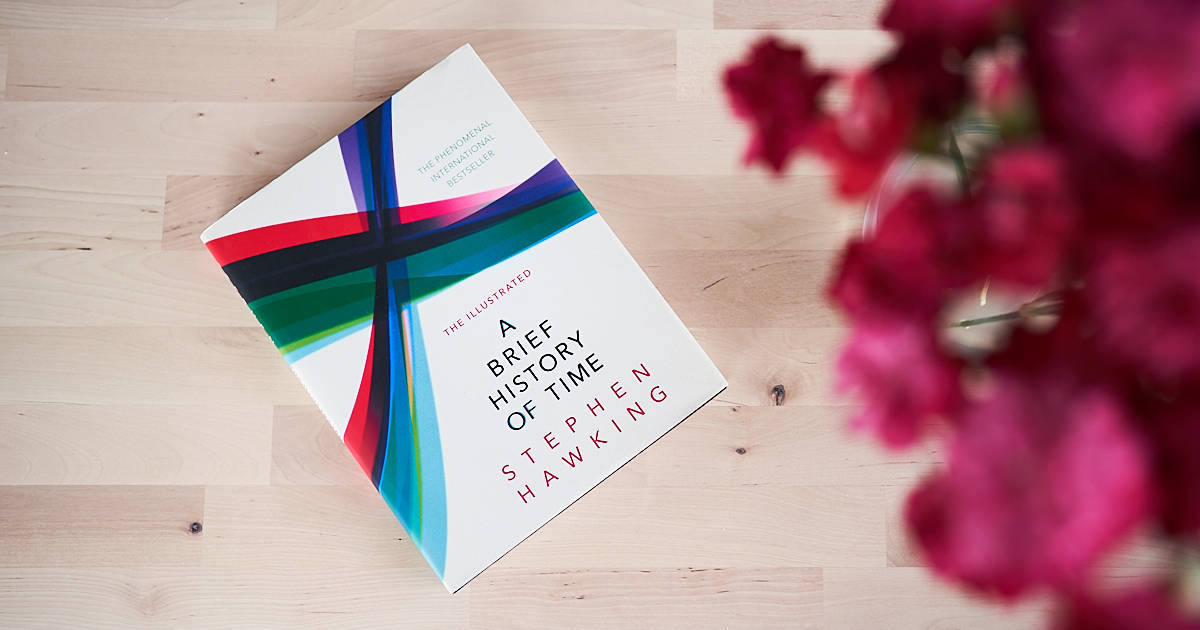 THE PHENOMENAL
INTERNATIONAL
BESTSELLER
THE ILLUSTRATED
A
BRIEF
HISTORY
OF TIME
STEPHEN
HAWKING